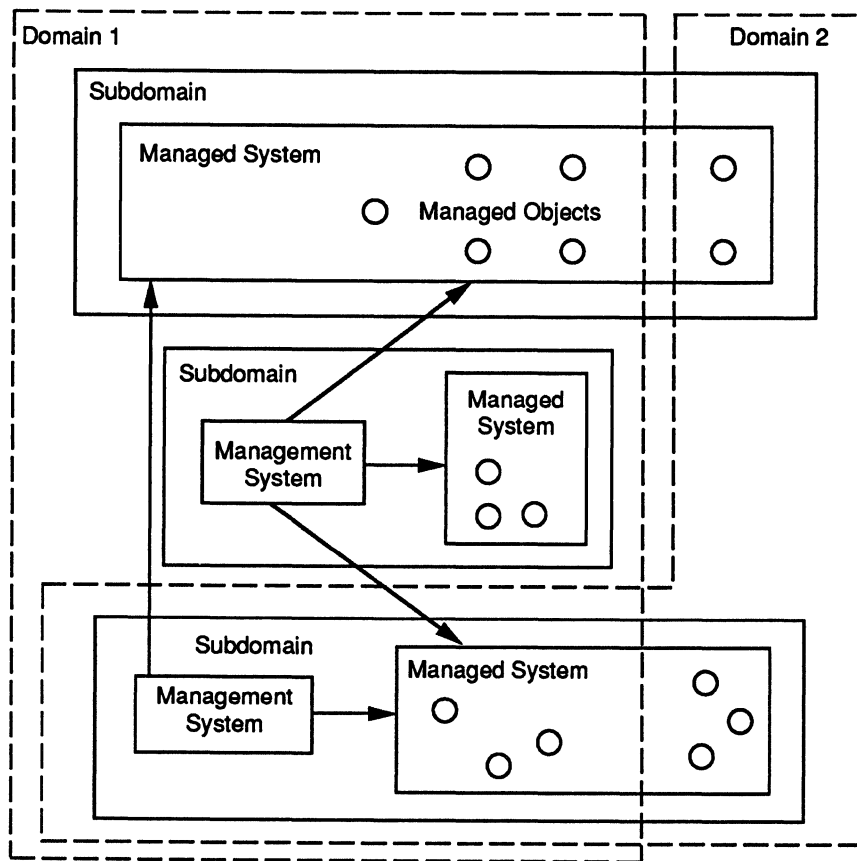 Domain 1
Domain 2
Subdomain
Managed System
Managed Objects
Subdomain
Managed
System
Management
System
Subdomain
Managed System
Management
System